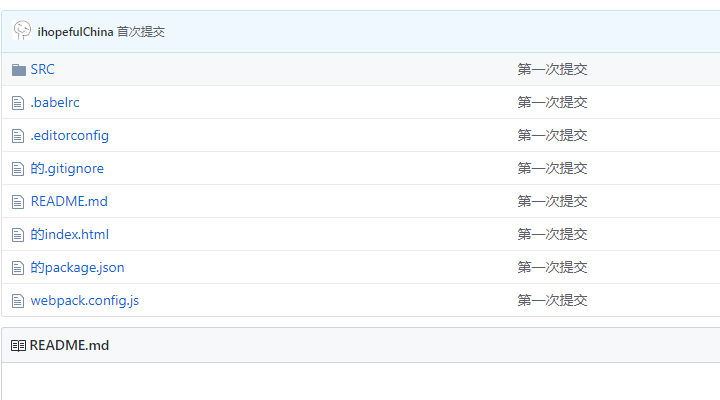 ihopefulChina 首次提交
SRC 第一次提交
.babelrc 第一次提交
.editorconfig 第一次提交
的.gitignore 第一次提交
README.md 第一次提交
的index.html 第一次提交
的package.json 第一次提交
webpack.config.js 第一次提交
README.md